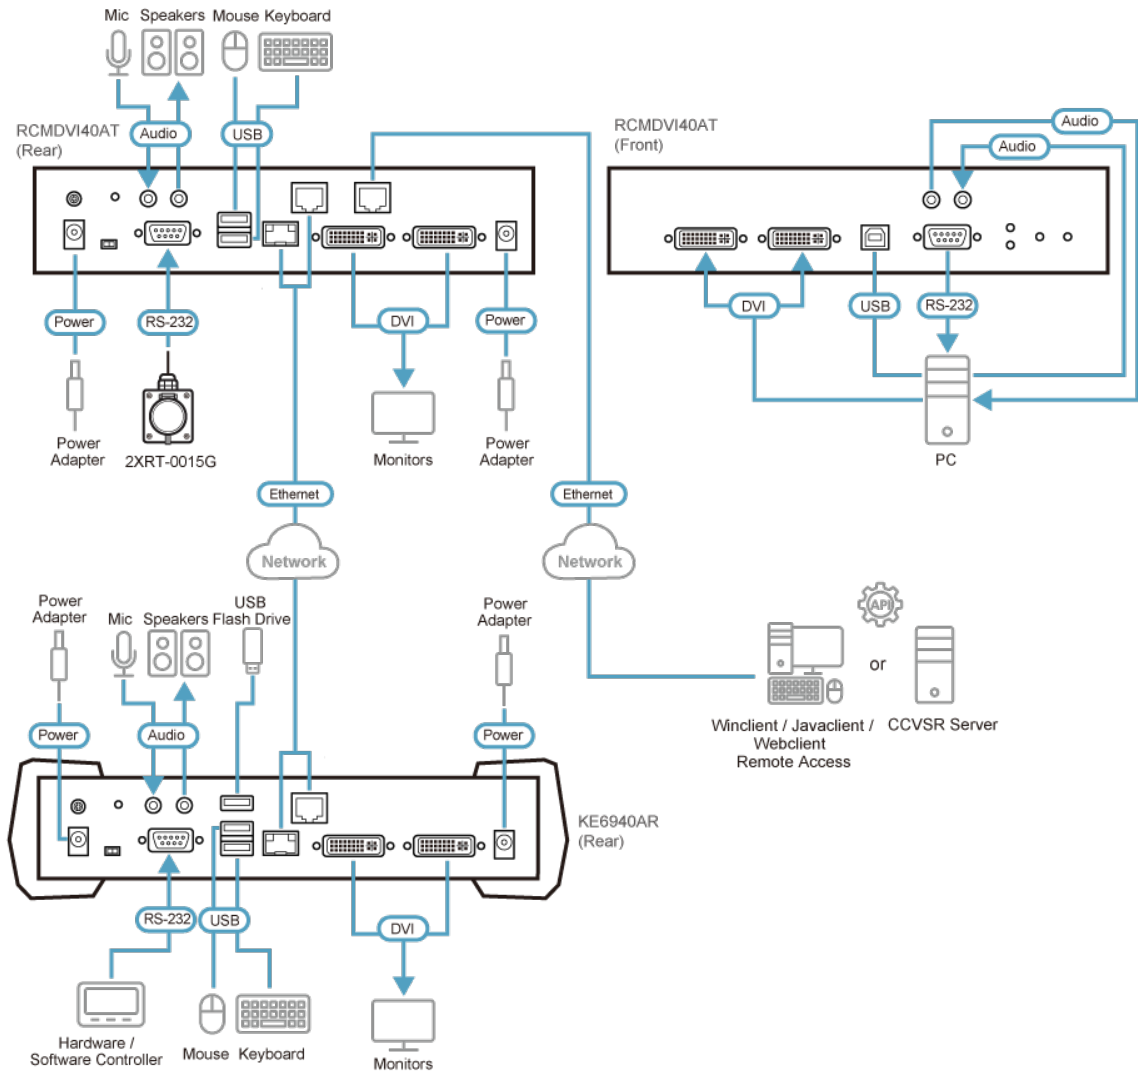 Mic Speakers Mouse Keyboard
RCMDVI40AT
(Rear)
Audio
USB
RCMDVI40AT
(Front)
Audio
Audio
Power
RS-232
DVI
Power
DVI
USB
RS-232
Power
Adapter
2XRT-0015G
Monitors
Power
Adapter
PC
Ethernet
Ethernet
Network
Network
Power
Adapter
Mic Speakers
USB
Flash Drive
Power
Adapter
API
or
Winclient / Javaclient /
Webclient
Remote Access
CCVSR Server
Power
Audio
Power
KE6940AR
(Rear)
RS-232
USB
DVI
Hardware /
Software Controller
Mouse Keyboard
Monitors